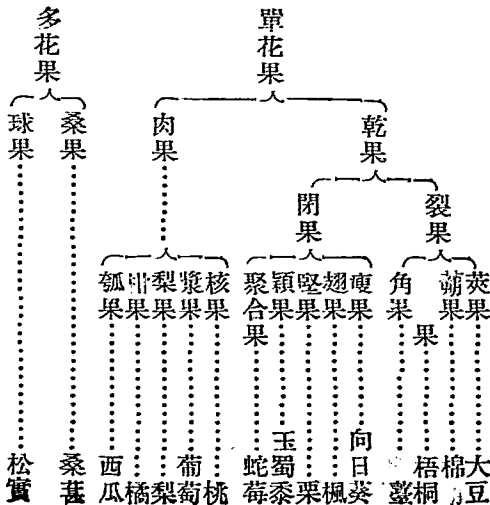 單花果
多花果
乾果
肉果
桑果
球果
裂果
閉果
莢果
蒴果
果
角果
瘦果
翅果
堅果
穎果
聚合果
核果
漿果
梨果
柑果
瓠果
大豆
棉
梧桐
向日葵
楓
栗
玉蜀黍
蛇莓
桃
葡萄
梨
橘
西瓜
桑葚
松實